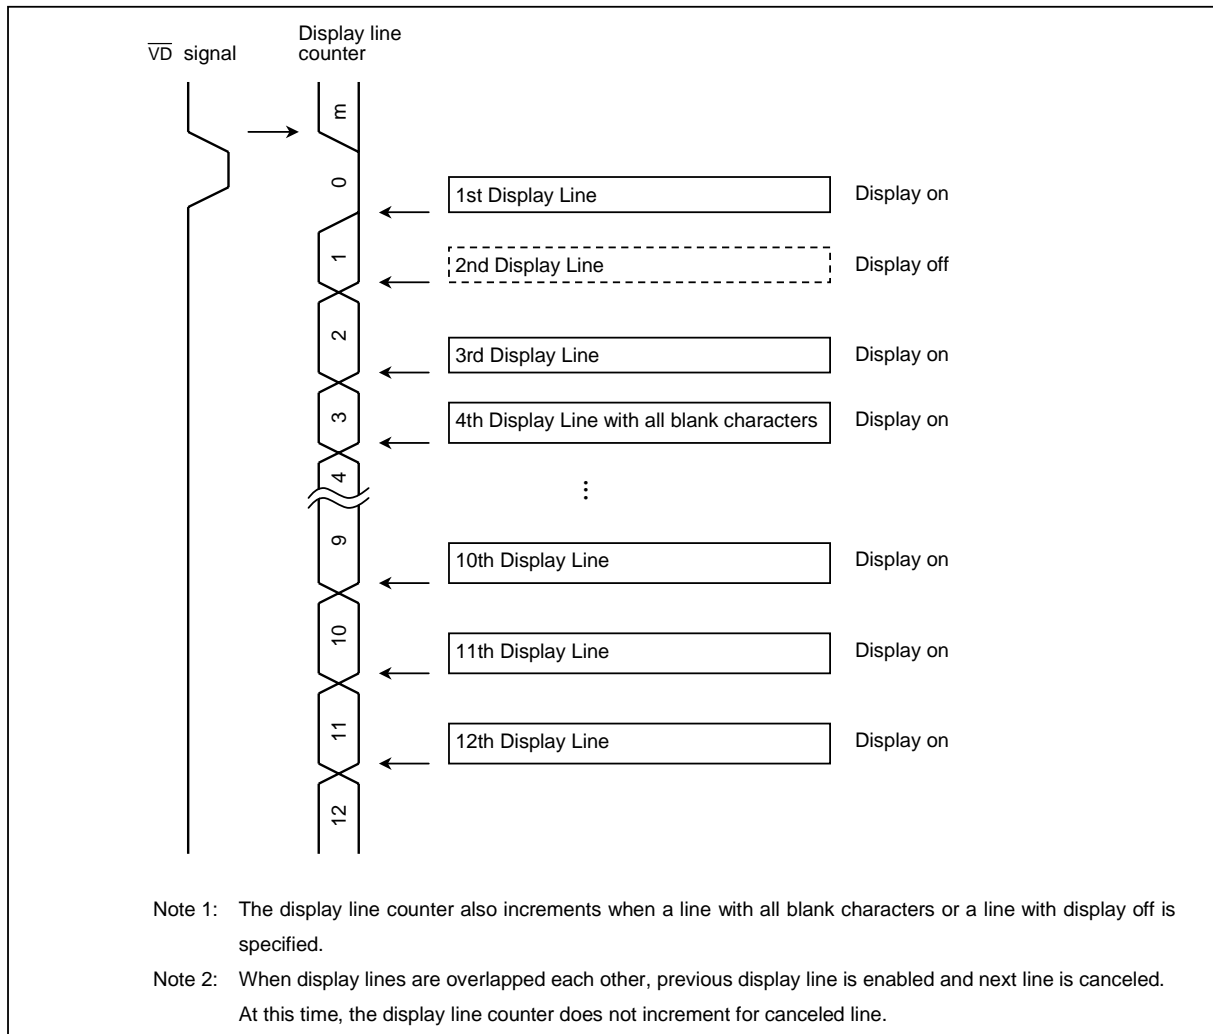 Display line
counter
V̅D̅ signal
m
0
1st Display Line Display on
1
2nd Display Line Display off
2
3rd Display Line Display on
3
4th Display Line with all blank characters Display on
4
⋮
9
10th Display Line Display on
10
11th Display Line Display on
11
12th Display Line Display on
12
Note 1: The display line counter also increments when a line with all blank characters or a line with display off is
specified.
Note 2: When display lines are overlapped each other, previous display line is enabled and next line is canceled.
At this time, the display line counter does not increment for canceled line.